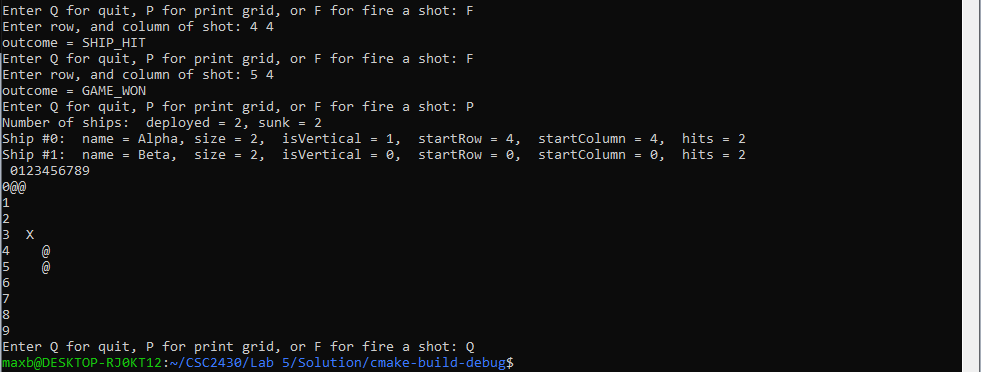 Enter Q for quit, P for print grid, or F for fire a shot: F
Enter row, and column of shot: 4 4
outcome = SHIP_HIT
Enter Q for quit, P for print grid, or F for fire a shot: F
Enter row, and column of shot: 5 4
outcome = GAME_WON
Enter Q for quit, P for print grid, or F for fire a shot: P
Number of ships:  deployed = 2, sunk = 2
Ship #0:  name = Alpha, size = 2,  isVertical = 1,  startRow = 4,  startColumn = 4,  hits = 2
Ship #1:  name = Beta,  size = 2,  isVertical = 0,  startRow = 0,  startColumn = 0,  hits = 2
 0123456789
0@@
1
2
3  X
4    @
5    @
6
7
8
9
Enter Q for quit, P for print grid, or F for fire a shot: Q
maxb@DESKTOP-RJ0KT12:~/CSC2430/Lab 5/Solution/cmake-build-debug$